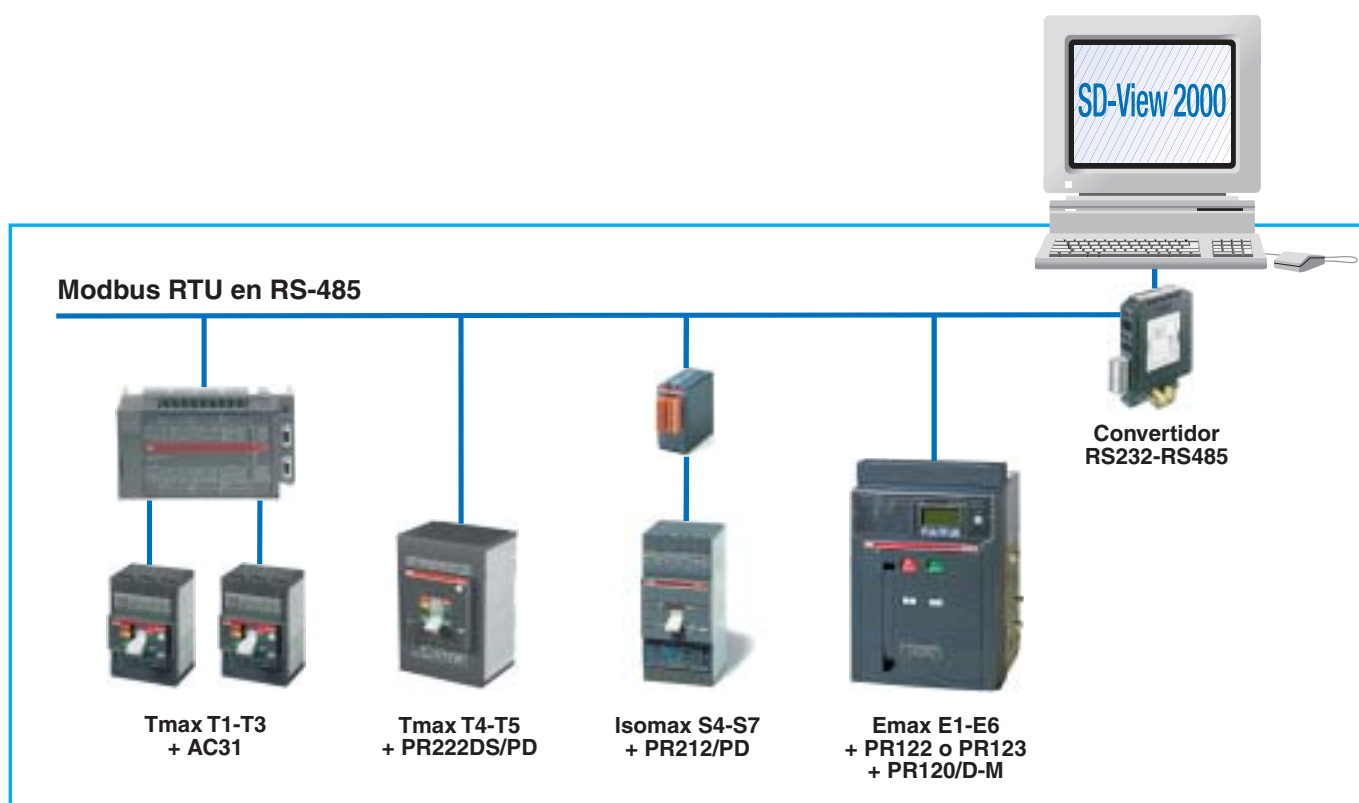 SD-View 2000
Modbus RTU en RS-485
Convertidor
RS232-RS485
Tmax T1-T3
+ AC31
Tmax T4-T5
+ PR222DS/PD
Isomax S4-S7
+ PR212/PD
Emax E1-E6
+ PR122 o PR123
+ PR120/D-M